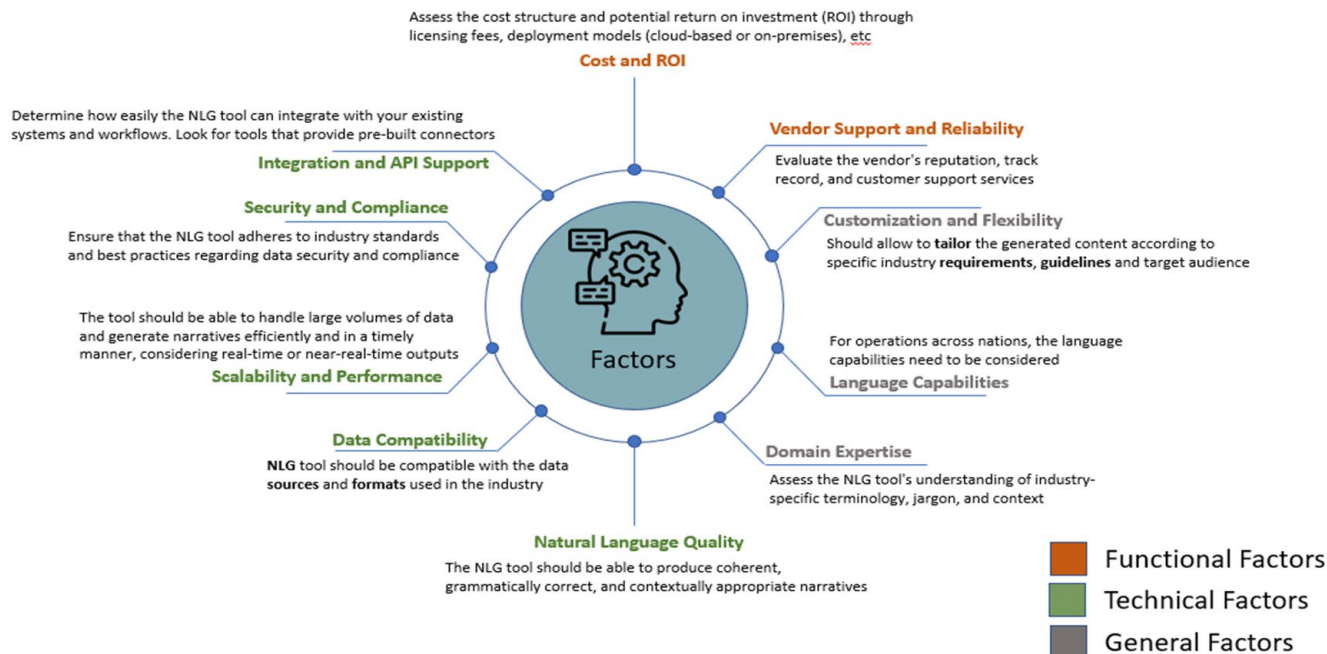 Assess the cost structure and potential return on investment (ROI) through
licensing fees, deployment models (cloud-based or on-premises), etc
Cost and ROI
Determine how easily the NLG tool can integrate with your existing
systems and workflows. Look for tools that provide pre-built connectors
Integration and API Support
Vendor Support and Reliability
Evaluate the vendor's reputation, track
record, and customer support services
Security and Compliance
Ensure that the NLG tool adheres to industry standards
and best practices regarding data security and compliance
Customization and Flexibility
Should allow to tailor the generated content according to
specific industry requirements, guidelines and target audience
The tool should be able to handle large volumes of data
and generate narratives efficiently and in a timely
manner, considering real-time or near-real-time outputs
Scalability and Performance
Factors
For operations across nations, the language
capabilities need to be considered
Language Capabilities
Data Compatibility
NLG tool should be compatible with the data
sources and formats used in the industry
Domain Expertise
Assess the NLG tool's understanding of industry-
specific terminology, jargon, and context
Natural Language Quality
The NLG tool should be able to produce coherent,
grammatically correct, and contextually appropriate narratives
Functional Factors
Technical Factors
General Factors